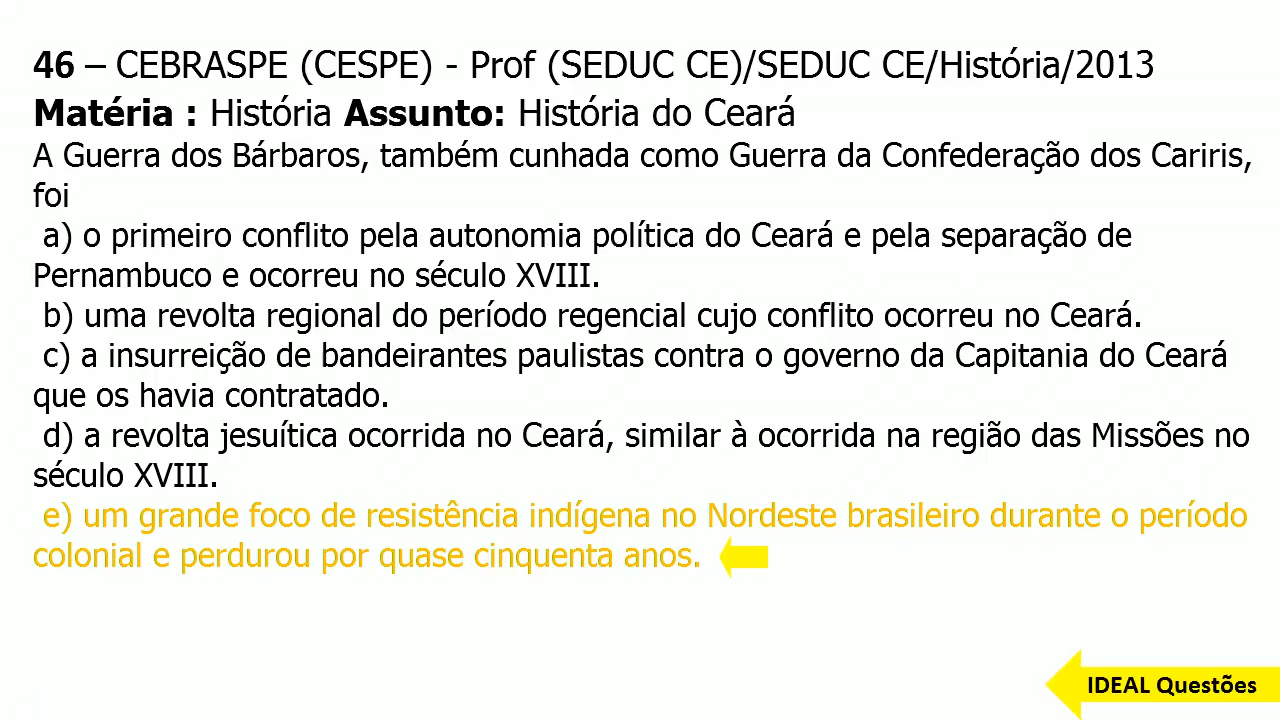 46 – CEBRASPE (CESPE) - Prof (SEDUC CE)/SEDUC CE/História/2013
Matéria : História Assunto: História do Ceará
A Guerra dos Bárbaros, também cunhada como Guerra da Confederação dos Cariris,
foi
a) o primeiro conflito pela autonomia política do Ceará e pela separação de
Pernambuco e ocorreu no século XVIII.
b) uma revolta regional do período regencial cujo conflito ocorreu no Ceará.
c) a insurreição de bandeirantes paulistas contra o governo da Capitania do Ceará
que os havia contratado.
d) a revolta jesuítica ocorrida no Ceará, similar à ocorrida na região das Missões no
século XVIII.
e) um grande foco de resistência indígena no Nordeste brasileiro durante o período
colonial e perdurou por quase cinquenta anos.
IDEAL Questões